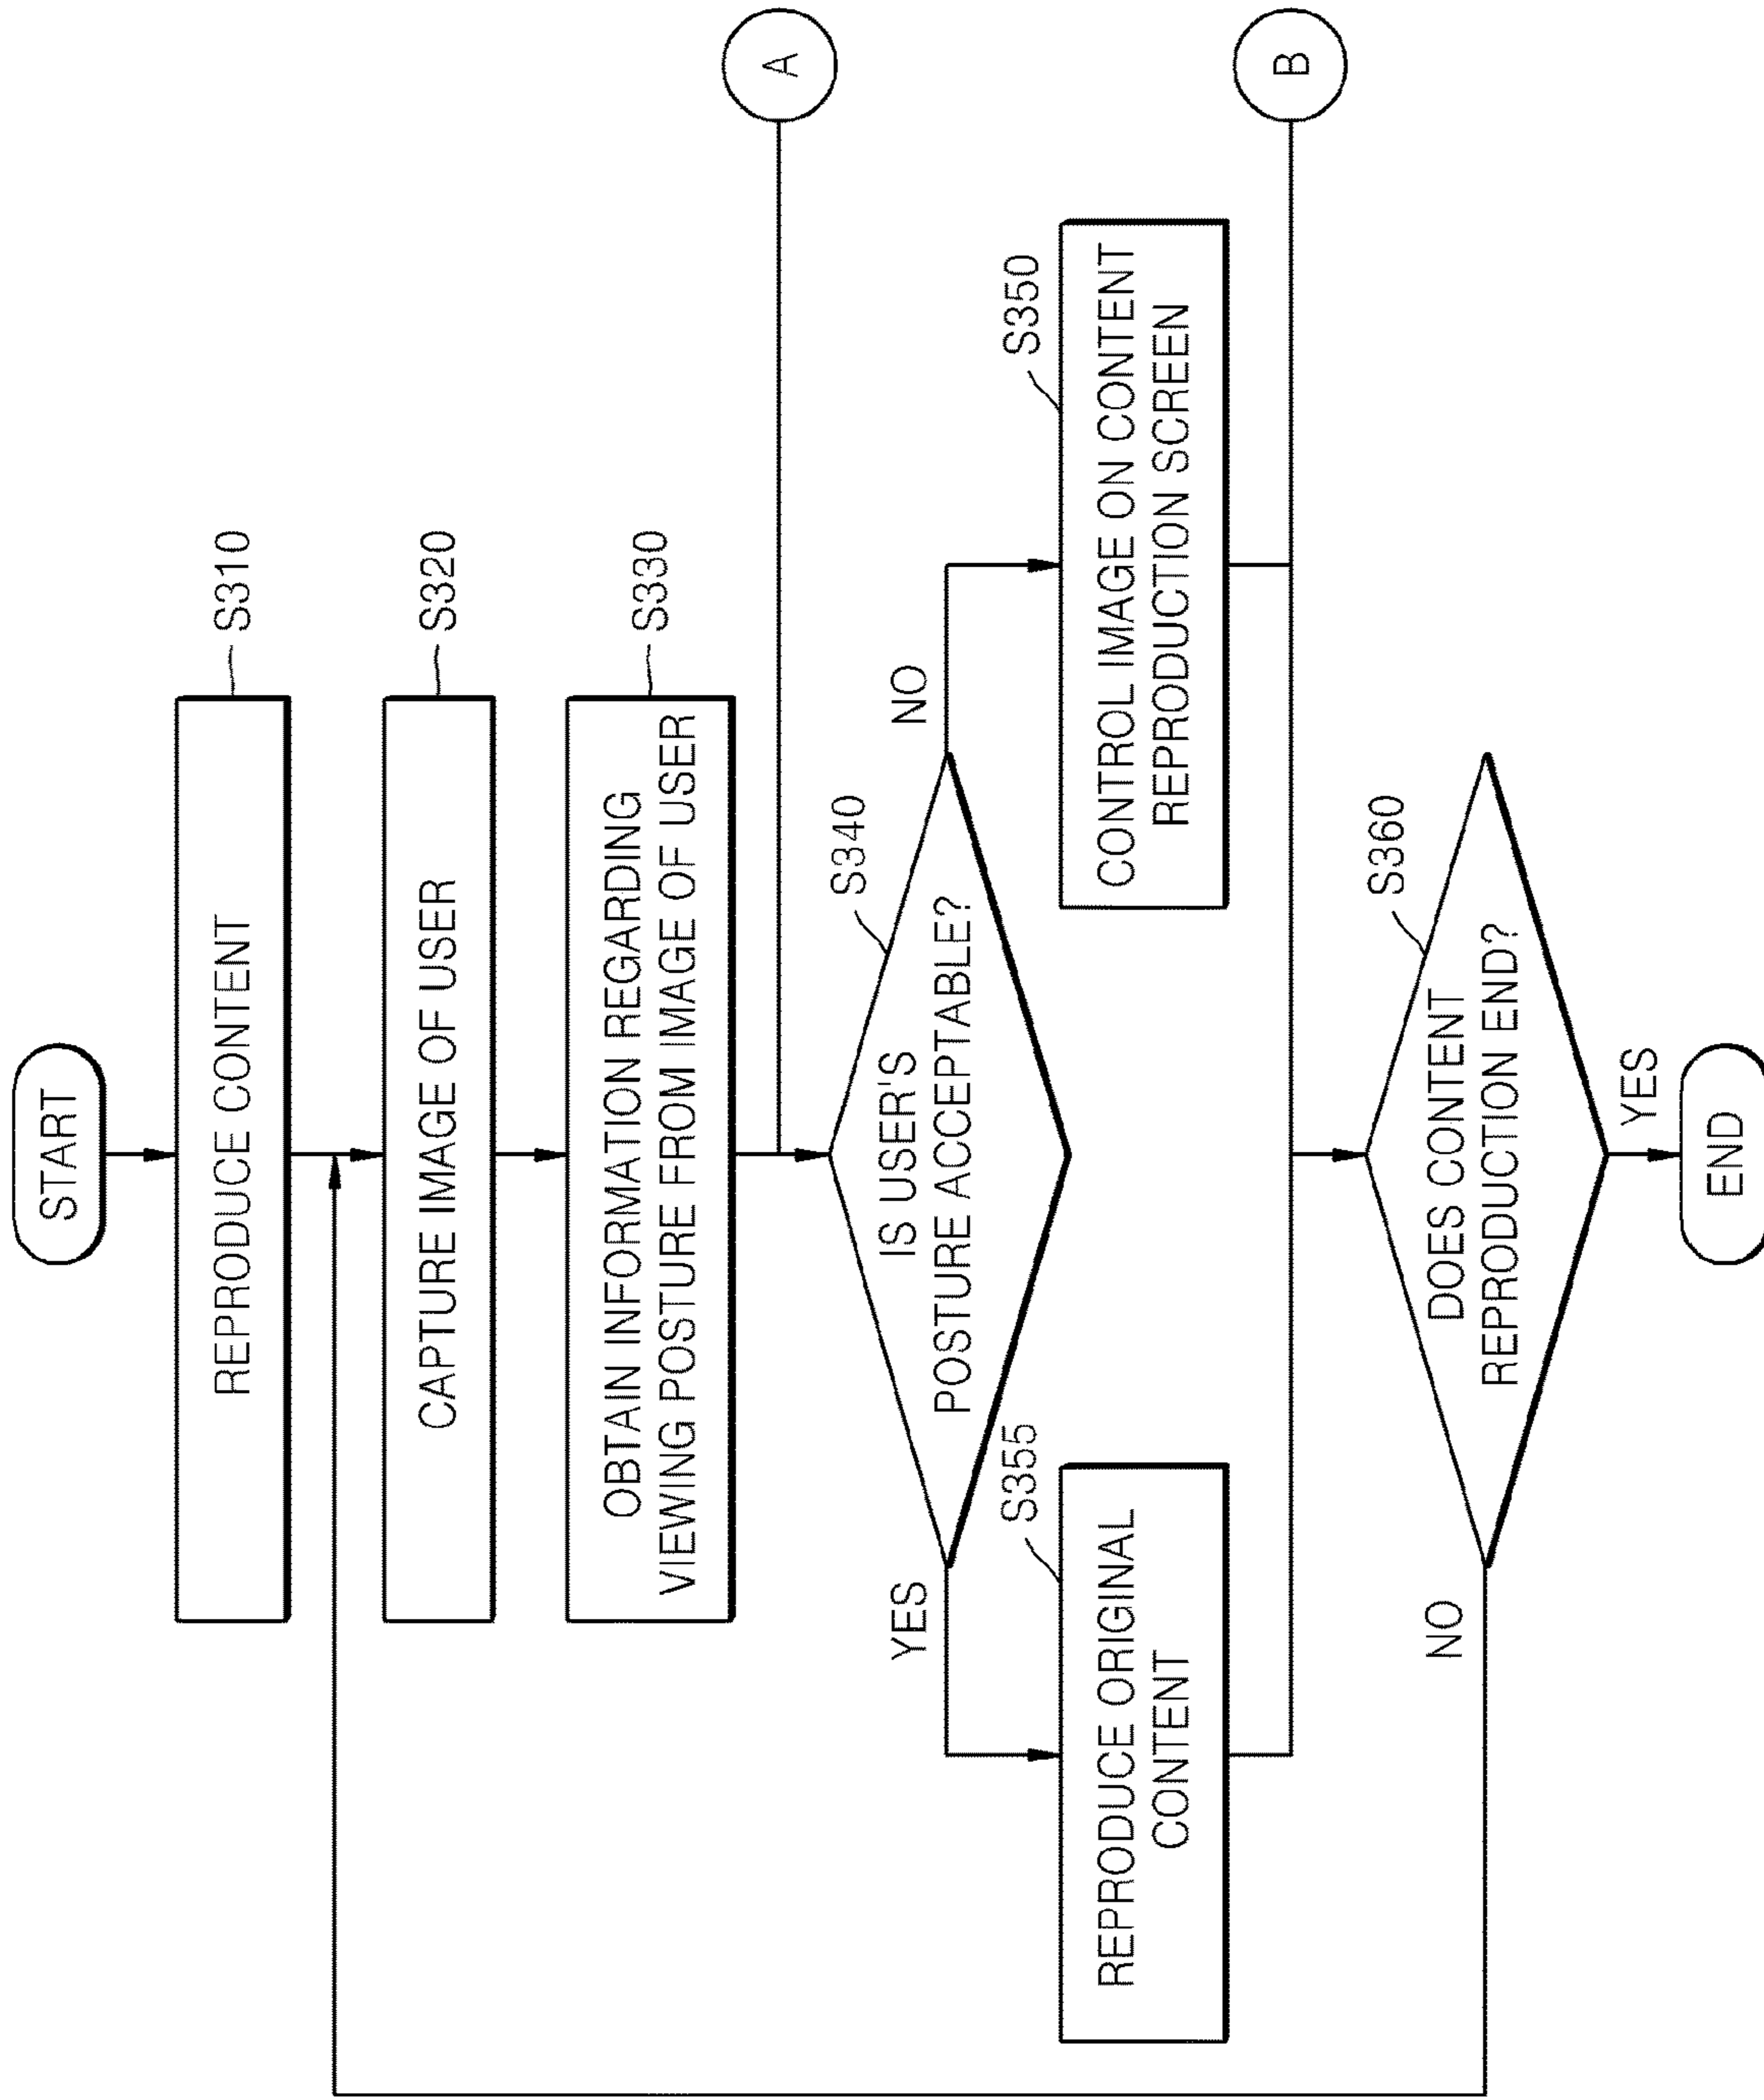 START
REPRODUCE CONTENT
S310
CAPTURE IMAGE OF USER
S320
OBTAIN INFORMATION REGARDING
VIEWING POSTURE FROM IMAGE OF USER
S330
A
IS USER'S
POSTURE ACCEPTABLE?
S340
YES
NO
REPRODUCE ORIGINAL
CONTENT
S355
CONTROL IMAGE ON CONTENT
REPRODUCTION SCREEN
S350
B
DOES CONTENT
REPRODUCTION END?
S360
NO
YES
END